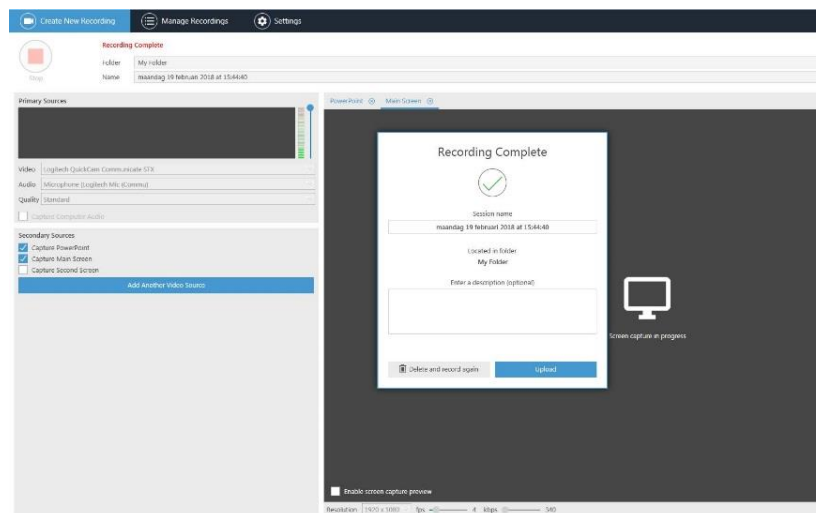 Create New Recording
Manage Recordings
Settings
Recording Complete
Stop
Folder
My Folder
Name
maandag 19 februari 2018 at 15:44:40
Primary Sources
Video
Logitech QuickCam Communicate STX
Audio
Microphone (Logitech Mic (Commu)
Quality
Standard
Capture Computer Audio
Secondary Sources
Capture PowerPoint
Capture Main Screen
Capture Second Screen
Add Another Video Source
PowerPoint
Main Screen
Recording Complete
Session name
maandag 19 februari 2018 at 15:44:40
Located in folder
My Folder
Enter a description (optional)
Delete and record again
Upload
Screen capture in progress
Enable screen capture preview
Resolution 1920 x 1080 fps 4 kbps 340